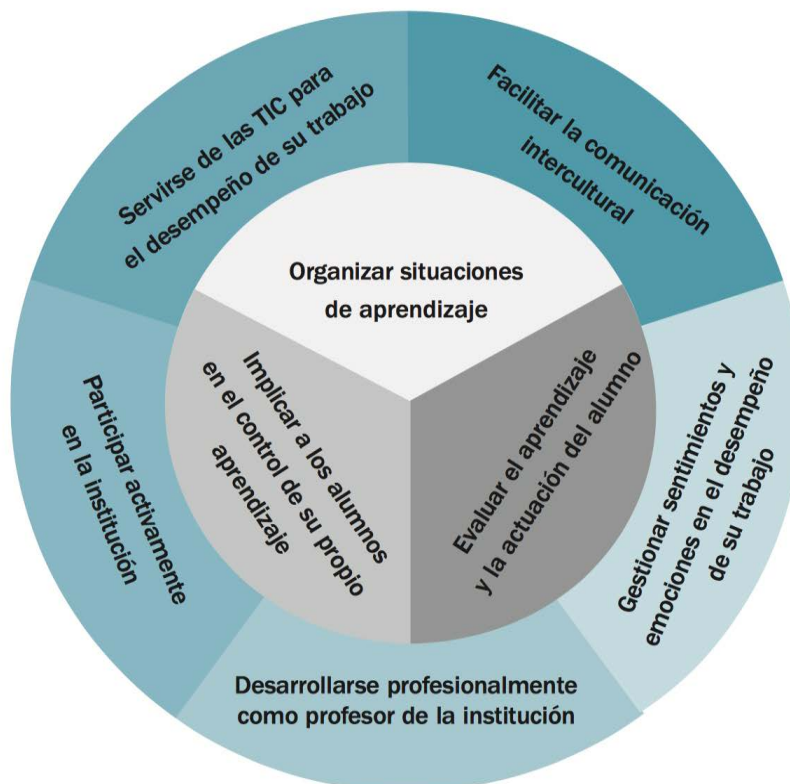 Servirse de las TIC para
el desempeño de su trabajo
Facilitar la comunicación
intercultural
Organizar situaciones
de aprendizaje
Implicar a los alumnos
en el control de su propio
aprendizaje
Evaluar el aprendizaje
y la actuación del alumno
Participar activamente
en la institución
Gestionar sentimientos y
emociones en el desempeño
de su trabajo
Desarrollarse profesionalmente
como profesor de la institución